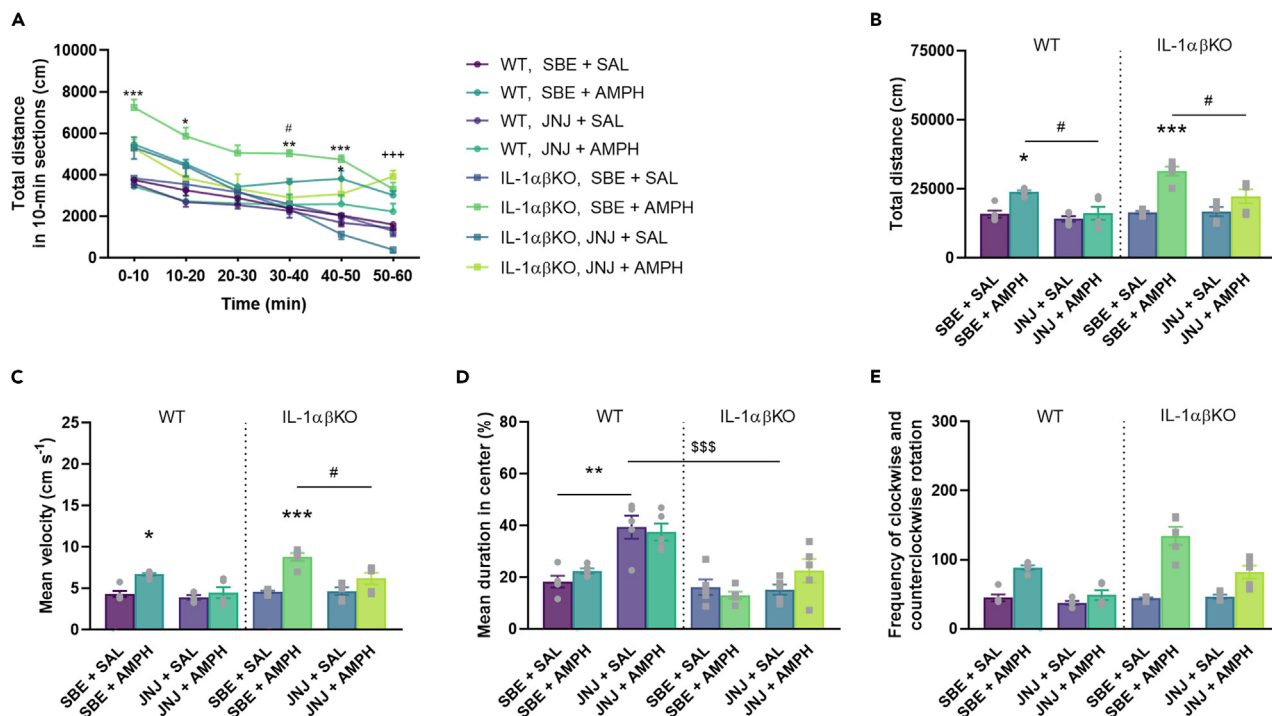 A
Total distance
in 10-min sections (cm)
10000
8000
6000
4000
2000
0
***
*
#
**
***
*
+++
0-10 10-20 20-30 30-40 40-50 50-60
Time (min)
WT, SBE + SAL
WT, SBE + AMPH
WT, JNJ + SAL
WT, JNJ + AMPH
IL-1αβKO, SBE + SAL
IL-1αβKO, SBE + AMPH
IL-1αβKO, JNJ + SAL
IL-1αβKO, JNJ + AMPH
B
WT IL-1αβKO
Total distance (cm)
75000
50000
25000
0
*
#
***
#
SBE + SAL
SBE + AMPH
JNJ + SAL
JNJ + AMPH
SBE + SAL
SBE + AMPH
JNJ + SAL
JNJ + AMPH
C
WT IL-1αβKO
Mean velocity (cm s⁻¹)
25
20
15
10
5
0
*
***
#
SBE + SAL
SBE + AMPH
JNJ + SAL
JNJ + AMPH
SBE + SAL
SBE + AMPH
JNJ + SAL
JNJ + AMPH
D
WT IL-1αβKO
Mean duration in center (%)
80
60
40
20
0
**
$$$
SBE + SAL
SBE + AMPH
JNJ + SAL
JNJ + AMPH
SBE + SAL
SBE + AMPH
JNJ + SAL
JNJ + AMPH
E
WT IL-1αβKO
Frequency of clockwise and
counterclockwise rotation
300
200
100
0
SBE + SAL
SBE + AMPH
JNJ + SAL
JNJ + AMPH
SBE + SAL
SBE + AMPH
JNJ + SAL
JNJ + AMPH